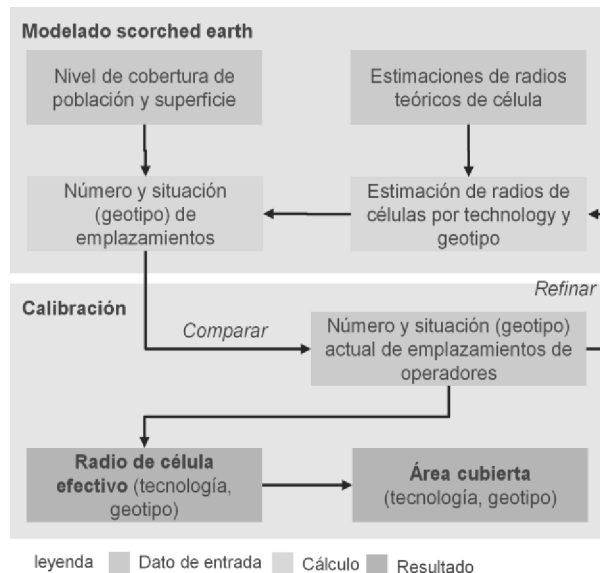 Modelado scorched earth
Nivel de cobertura de
población y superficie
Estimaciones de radios
teóricos de célula
Número y situación
(geotipo) de
emplazamientos
Estimación de radios de
células por technology y
geotipo
Refinar
Calibración
Comparar
Número y situación (geotipo)
actual de emplazamientos de
operadores
Radio de célula
efectivo (tecnología,
geotipo)
Área cubierta
(tecnología, geotipo)
leyenda Dato de entrada Cálculo Resultado